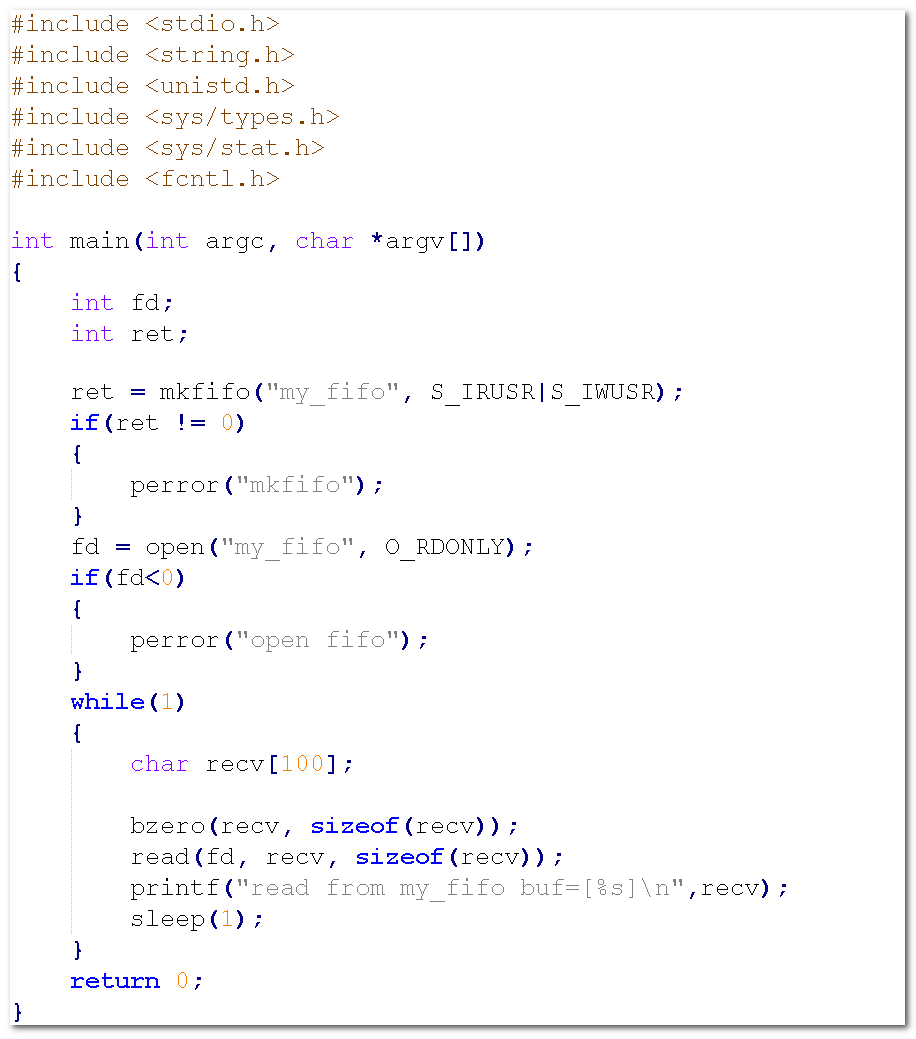 #include <stdio.h>
#include <string.h>
#include <unistd.h>
#include <sys/types.h>
#include <sys/stat.h>
#include <fcntl.h>

int main(int argc, char *argv[])
{
    int fd;
    int ret;

    ret = mkfifo("my_fifo", S_IRUSR|S_IWUSR);
    if(ret != 0)
    {
        perror("mkfifo");
    }
    fd = open("my_fifo", O_RDONLY);
    if(fd<0)
    {
        perror("open fifo");
    }
    while(1)
    {
        char recv[100];

        bzero(recv, sizeof(recv));
        read(fd, recv, sizeof(recv));
        printf("read from my_fifo buf=[%s]\n",recv);
        sleep(1);
    }
    return 0;
}